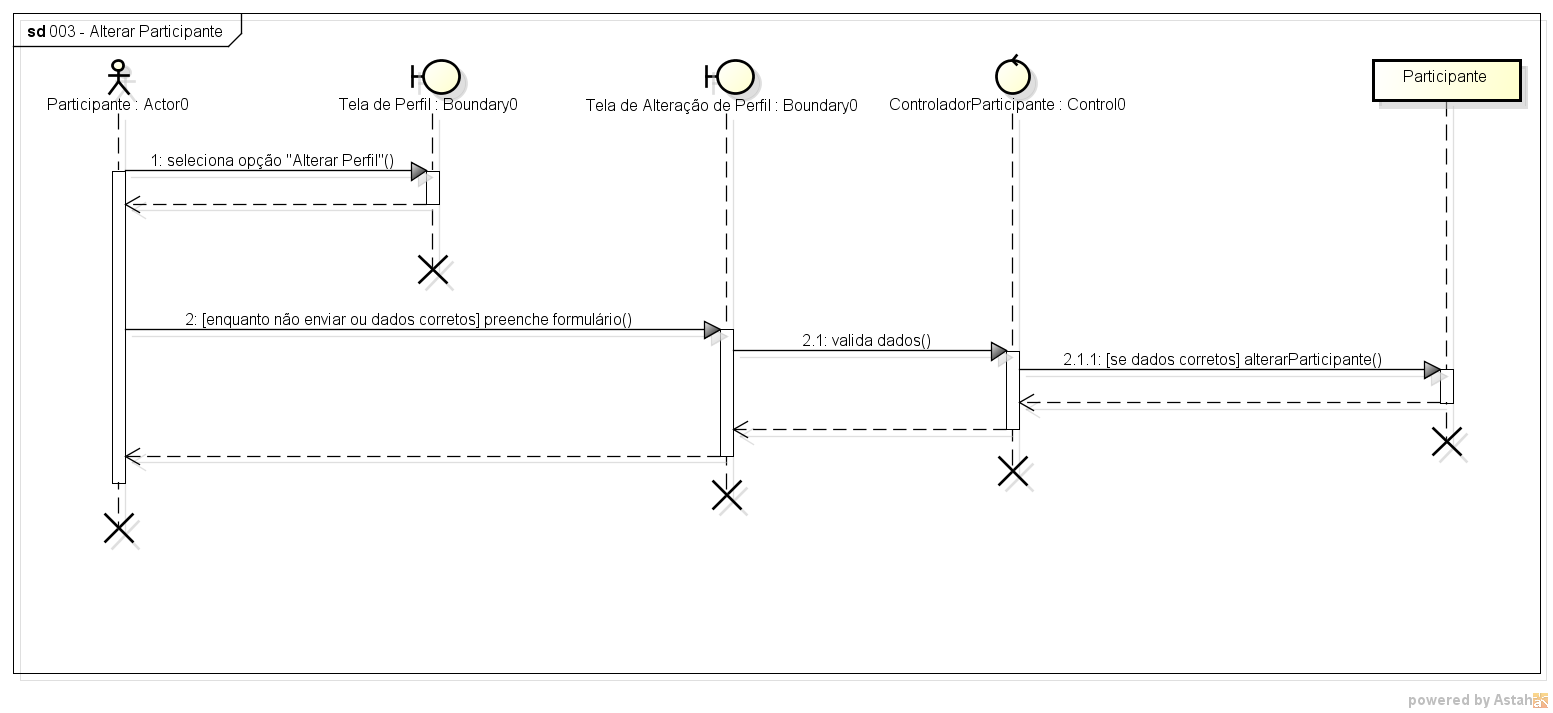 sd 003 - Alterar Participante
Participante : Actor0
Tela de Perfil : Boundary0
Tela de Alteração de Perfil : Boundary0
ControladorParticipante : Control0
Participante
1: seleciona opção "Alterar Perfil"()
2: [enquanto não enviar ou dados corretos] preenche formulário()
2.1: valida dados()
2.1.1: [se dados corretos] alterarParticipante()
powered by Astah